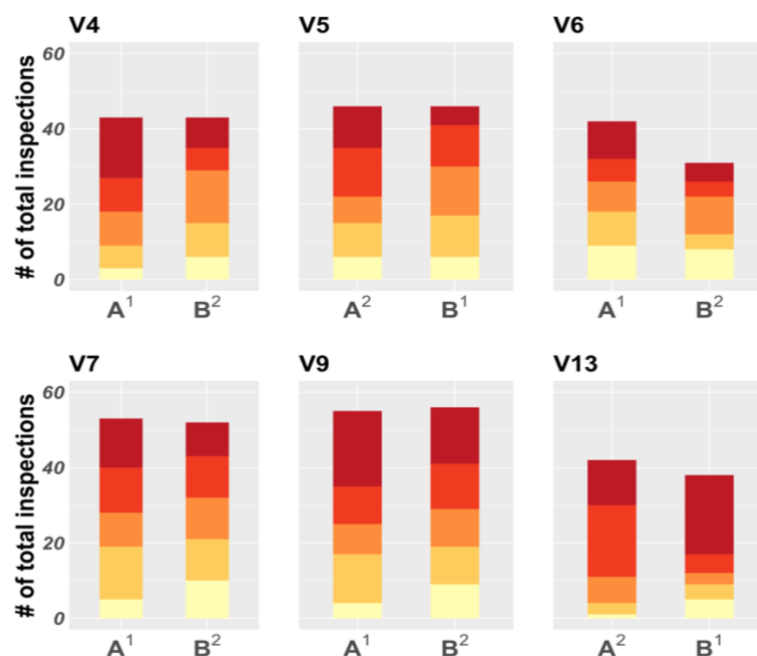 V4 V5 V6
# of total inspections
60
40
20
0
A¹ B² A² B¹ A¹ B²
V7 V9 V13
# of total inspections
60
40
20
0
A¹ B² A¹ B² A² B¹